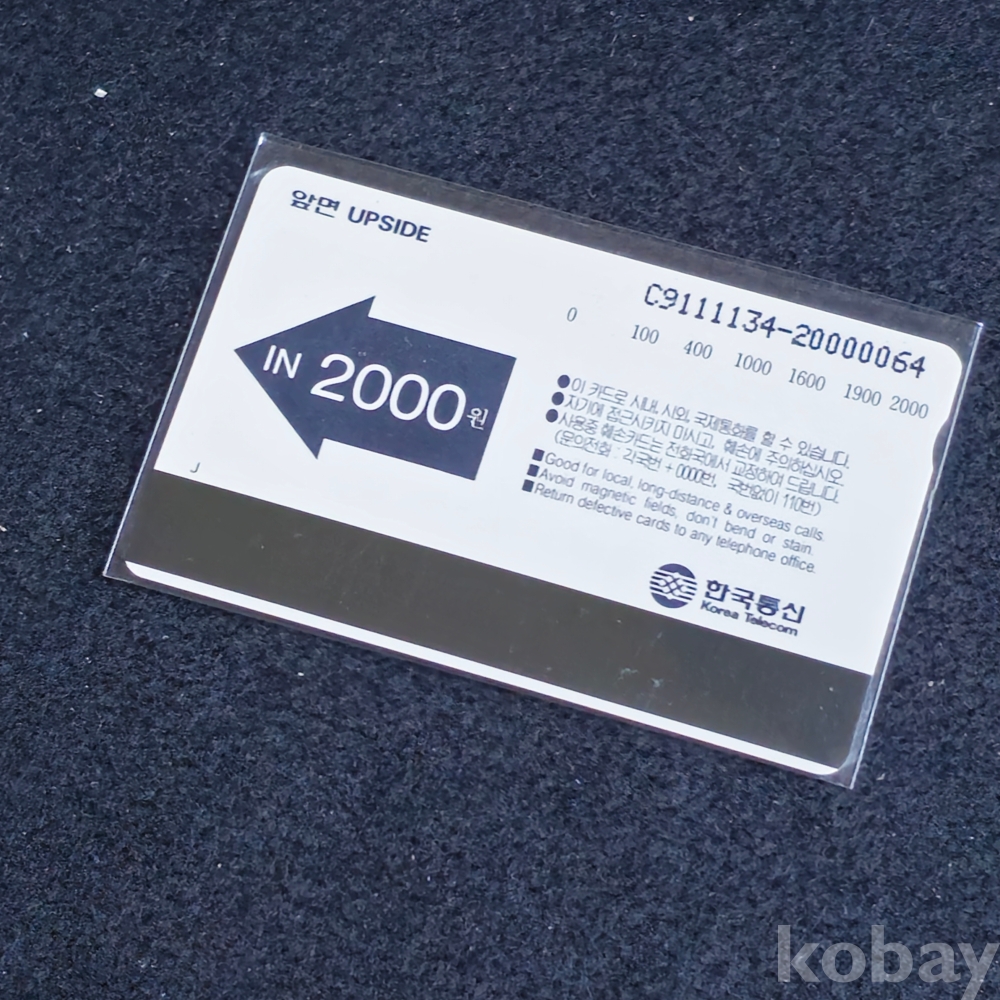 앞면 UPSIDE
C9111134-20000064
0 100 400 1000 1600 1900 2000
IN 2000원
●이 카드로 시내, 시외, 국제통화를 할 수 있습니다.
●자기에 접근시키지 마시고, 훼손에 주의하십시오.
●사용중 훼손카드는 전화국에서 교정하여 드립니다.
(문의전화 : 각국번 + 0000번, 국번없이 110번)
■Good for local, long-distance & overseas calls.
■Avoid magnetic fields, don't bend or stain.
■Return defective cards to any telephone office.
J
한국통신
Korea Telecom
kobay